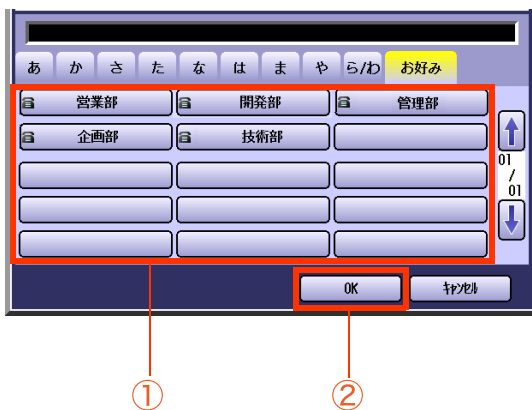 あ か さ た な は ま や ら/わ お好み
営業部 開発部 管理部
企画部 技術部
01
/
01
OK キャンセル
① ②